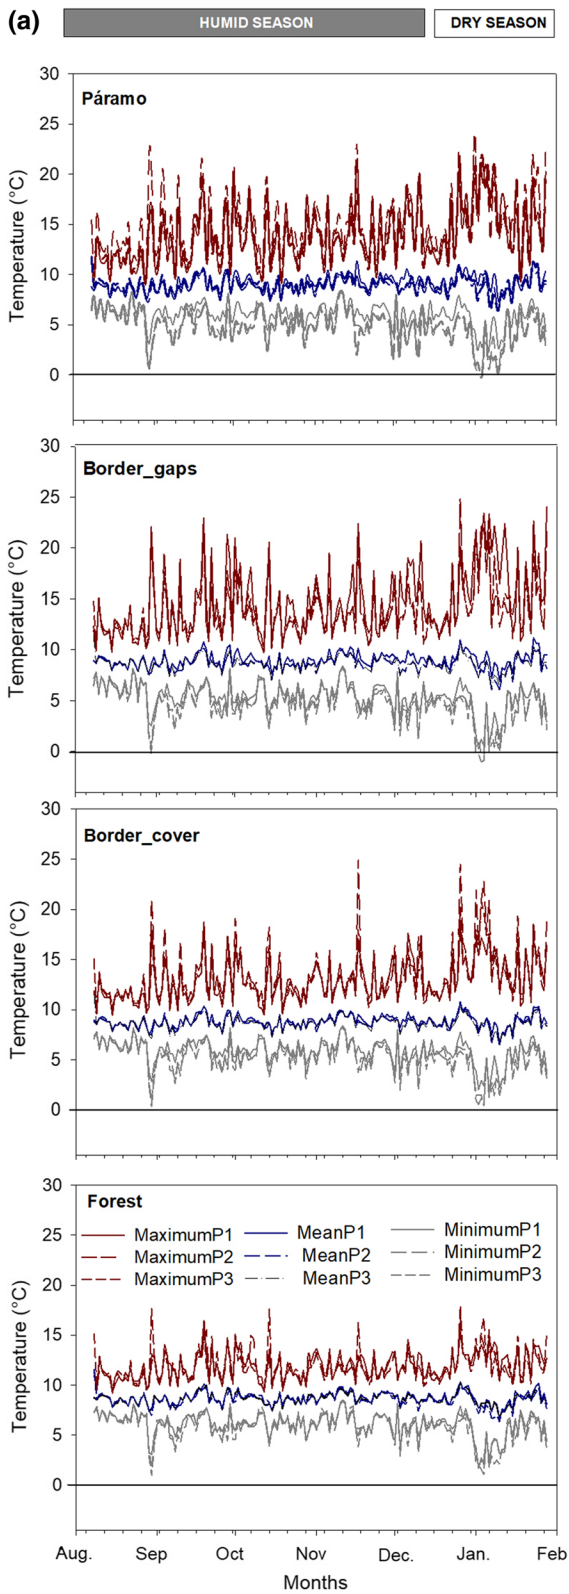 (a) HUMID SEASON DRY SEASON
30
Páramo
25
20
15
10
5
0
Temperature (°C)
30
Border_gaps
25
20
15
10
5
0
Temperature (°C)
30
Border_cover
25
20
15
10
5
0
Temperature (°C)
30
Forest
MaximumP1 MeanP1 MinimumP1
MaximumP2 MeanP2 MinimumP2
MaximumP3 MeanP3 MinimumP3
25
20
15
10
5
0
Temperature (°C)
Aug. Sep Oct Nov Dec. Jan. Feb
Months